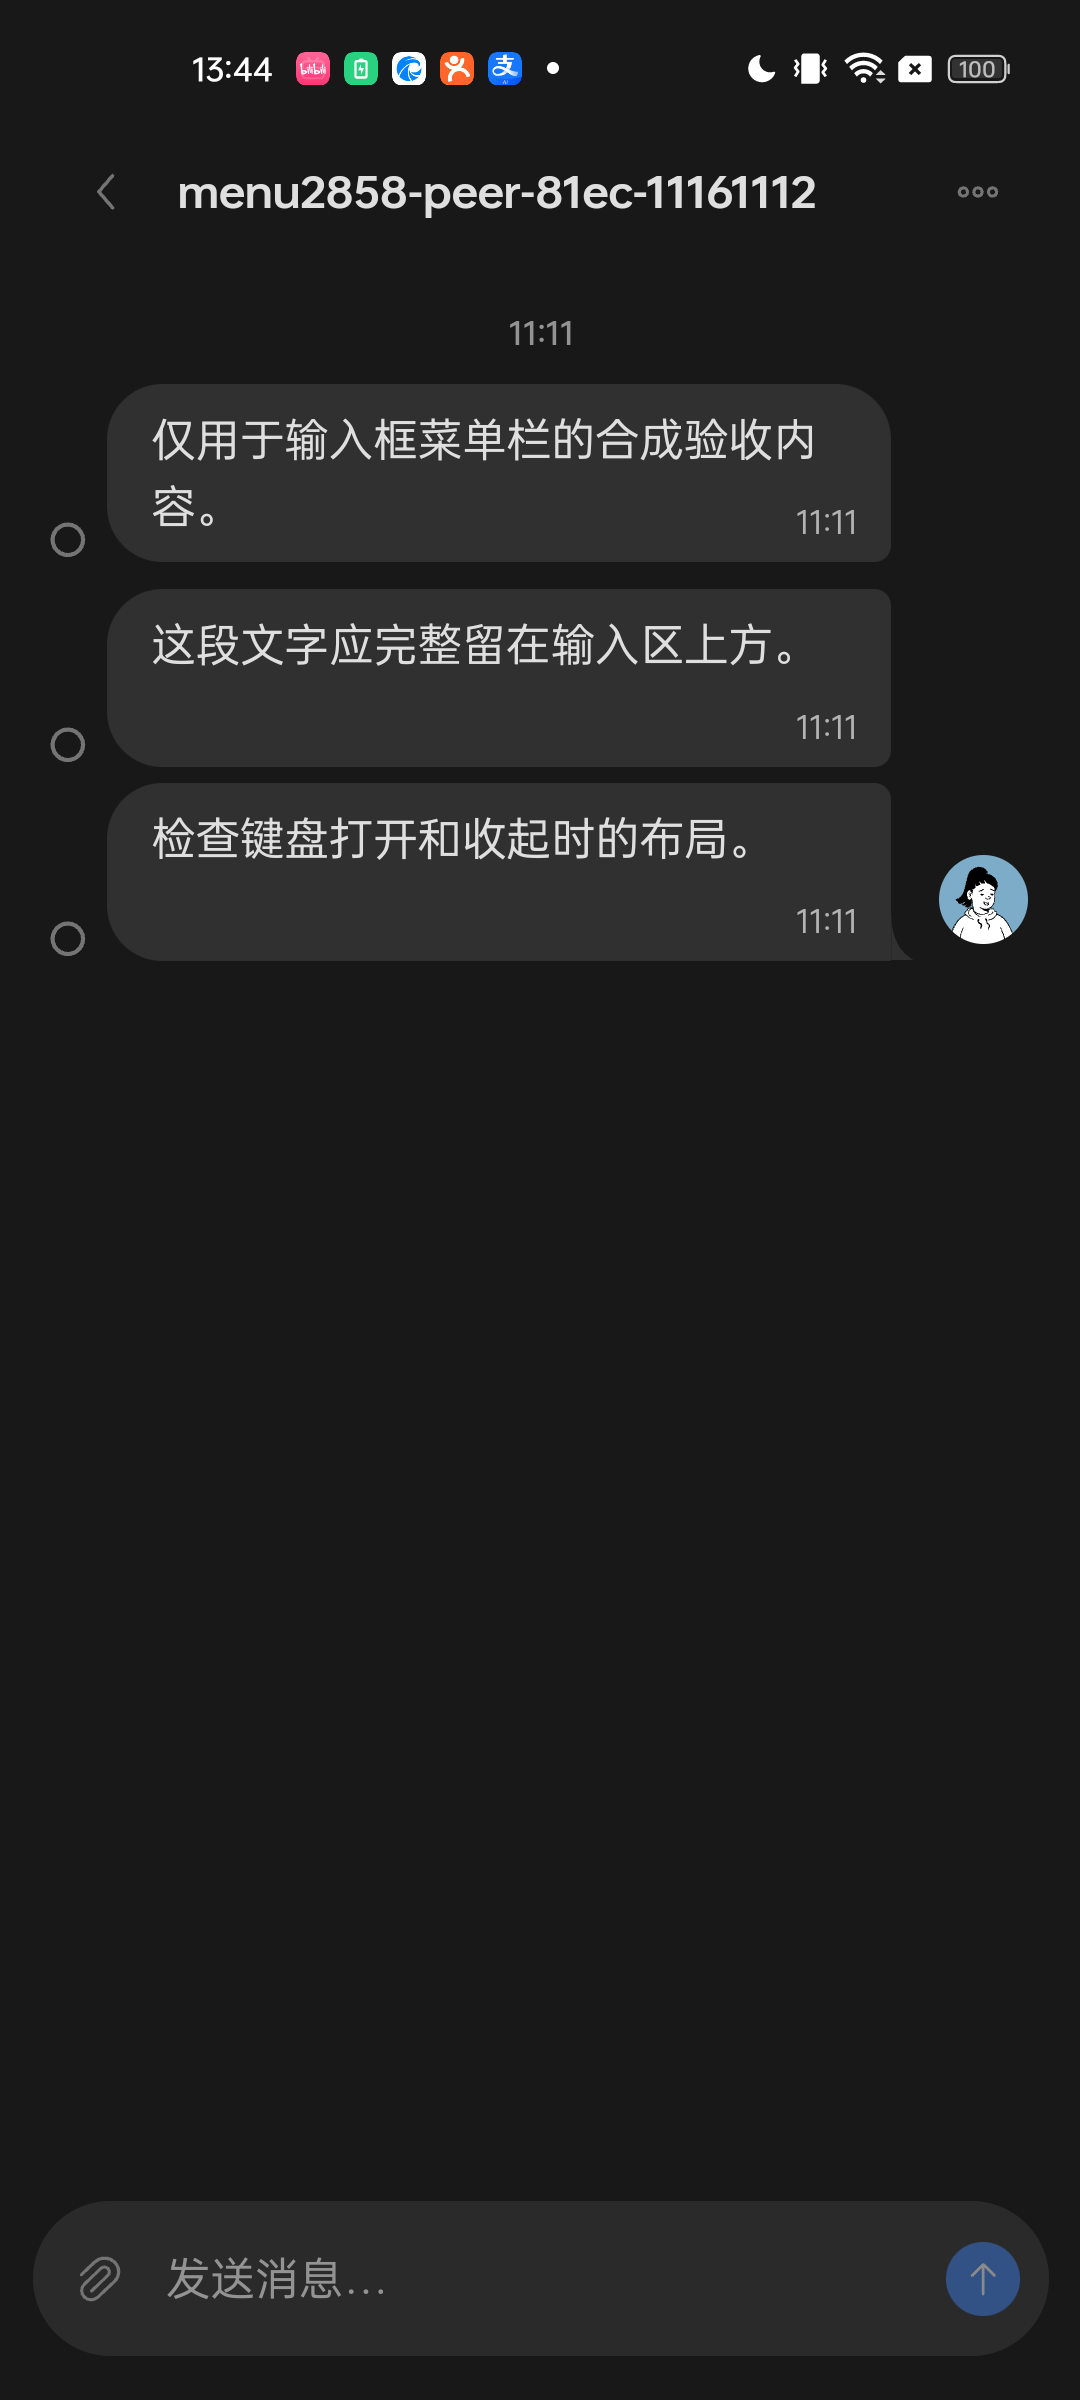 13:44
bilibili
支
100
menu2858-peer-81ec-11161112
11:11
仅用于输入框菜单栏的合成验收内
容。
11:11
这段文字应完整留在输入区上方。
11:11
检查键盘打开和收起时的布局。
11:11
发送消息...